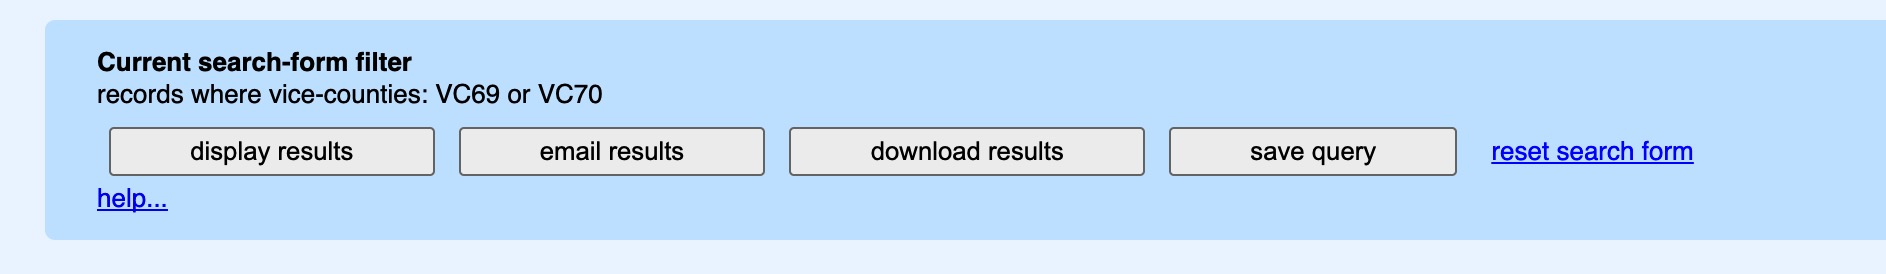 Current search-form filter
records where vice-counties: VC69 or VC70
display results email results download results save query reset search form
help...